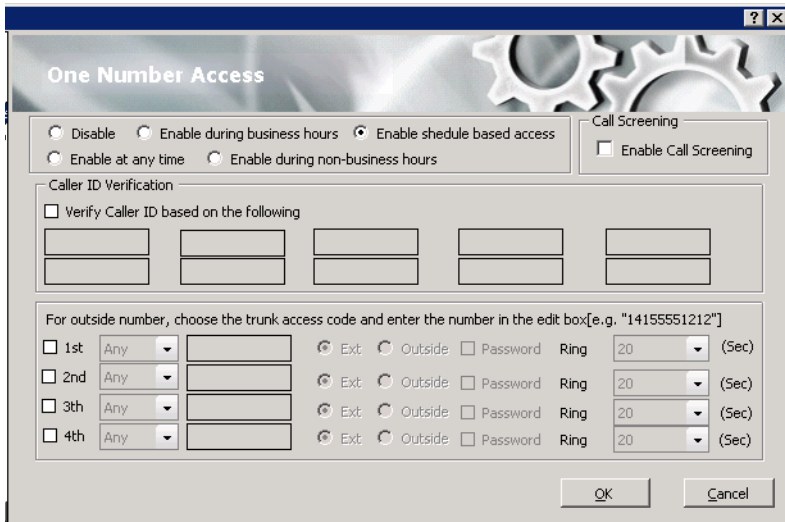 One Number Access
Disable Enable during business hours Enable shedule based access
Enable at any time Enable during non-business hours
Call Screening
Enable Call Screening
Caller ID Verification
Verify Caller ID based on the following
For outside number, choose the trunk access code and enter the number in the edit box[e.g. "14155551212"]
1st Any Ext Outside Password Ring 20 (Sec)
2nd Any Ext Outside Password Ring 20 (Sec)
3th Any Ext Outside Password Ring 20 (Sec)
4th Any Ext Outside Password Ring 20 (Sec)
OK Cancel